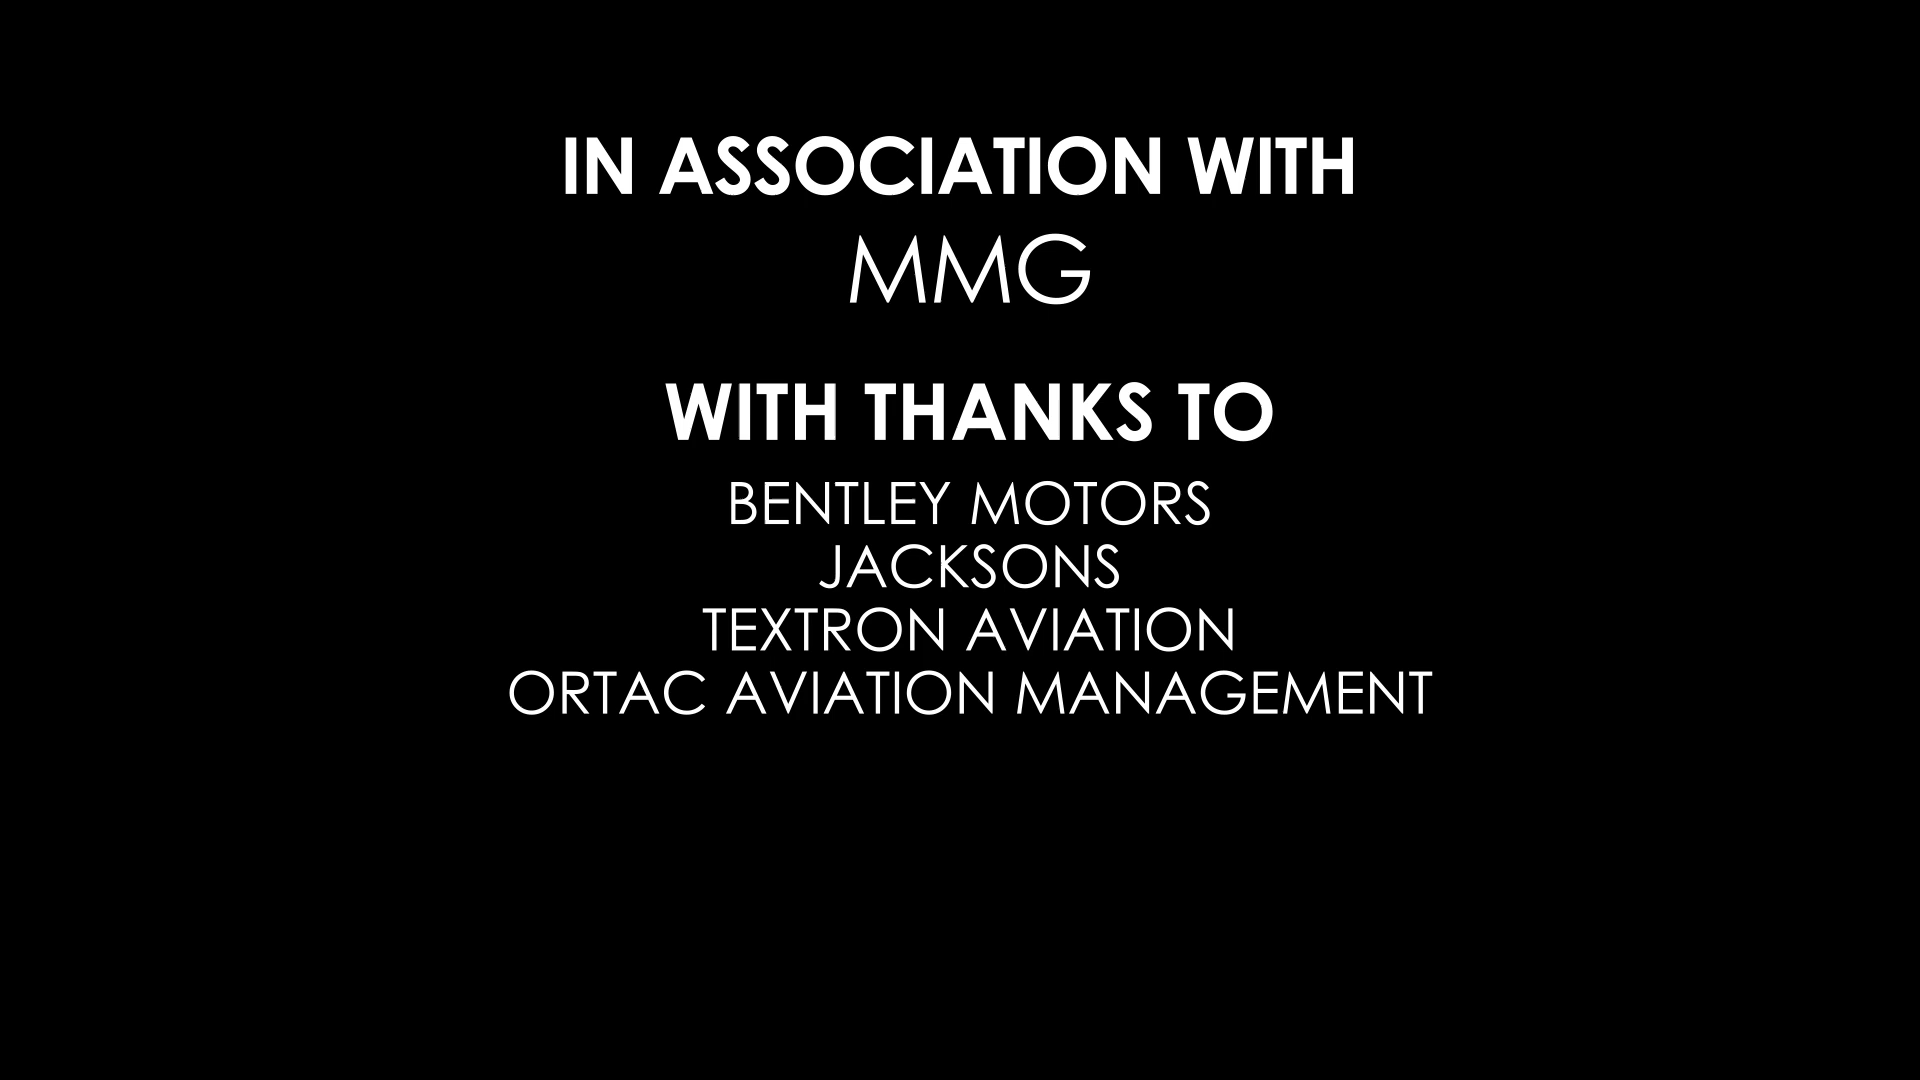 IN ASSOCIATION WITH
MMG
WITH THANKS TO
BENTLEY MOTORS
JACKSONS
TEXTRON AVIATION
ORTAC AVIATION MANAGEMENT